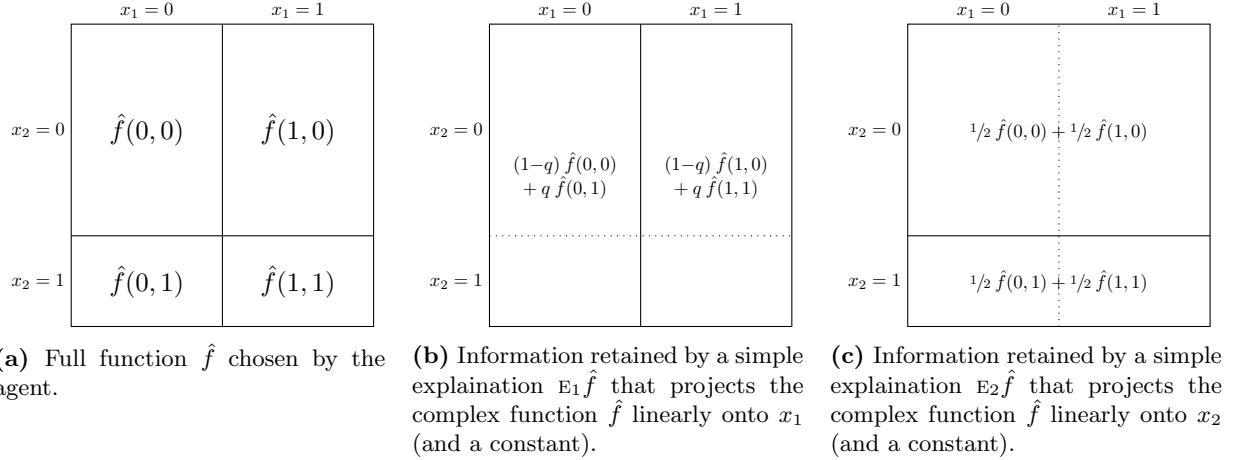 x₁ = 0 x₁ = 1 x₁ = 0 x₁ = 1 x₁ = 0 x₁ = 1
x₂ = 0 f̂(0, 0) f̂(1, 0)
x₂ = 1 f̂(0, 1) f̂(1, 1)
x₂ = 0
(1−q) f̂(0, 0) (1−q) f̂(1, 0)
+ q f̂(0, 1) + q f̂(1, 1)
x₂ = 1
x₂ = 0 1/2 f̂(0, 0) + 1/2 f̂(1, 0)
x₂ = 1 1/2 f̂(0, 1) + 1/2 f̂(1, 1)
(a) Full function f̂ chosen by the
agent.
(b) Information retained by a simple
explaination E₁f̂ that projects the
complex function f̂ linearly onto x₁
(and a constant).
(c) Information retained by a simple
explaination E₂f̂ that projects the
complex function f̂ linearly onto x₂
(and a constant).